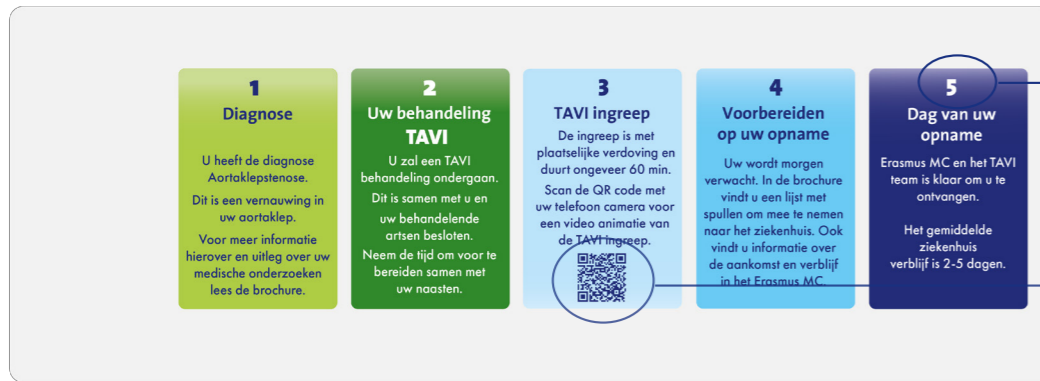 1
Diagnose
U heeft de diagnose
Aortaklepstenose.
Dit is een vernauwing in
uw aortaklep.
Voor meer informatie
hierover en uitleg over uw
medische onderzoeken
lees de brochure.
2
Uw behandeling
TAVI
U zal een TAVI
behandeling ondergaan.
Dit is samen met u en
uw behandelende
artsen besloten.
Neem de tijd om voor te
bereiden samen met
uw naasten.
3
TAVI ingreep
De ingreep is met
plaatselijke verdoving en
duurt ongeveer 60 min.
Scan de QR code met
uw telefoon camera voor
een video animatie van
de TAVI ingreep.
4
Voorbereiden
op uw opname
Uw wordt morgen
verwacht. In de brochure
vindt u een lijst met
spullen om mee te nemen
naar het ziekenhuis. Ook
vindt u informatie over
de aankomst en verblijf
in het Erasmus MC.
5
Dag van uw
opname
Erasmus MC en het TAVI
team is klaar om u te
ontvangen.
Het gemiddelde
ziekenhuis
verblijf is 2-5 dagen.